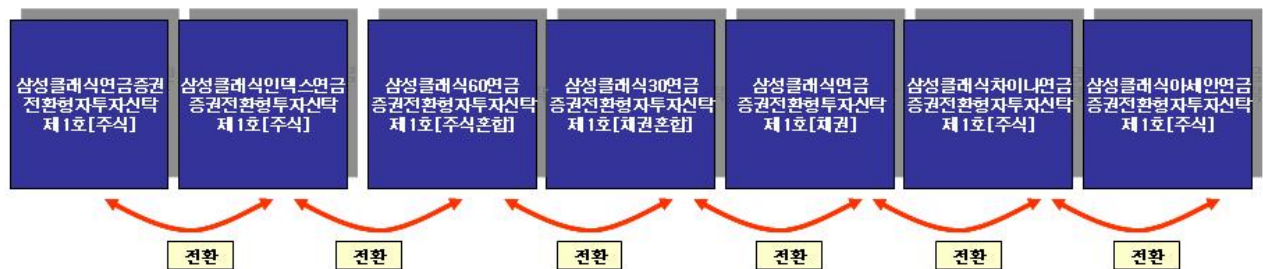 삼성클래식연금증권
전환형자투자신탁
제1호[주식]
삼성클래식인덱스연금
증권전환형투자신탁
제1호[주식]
삼성클래식60연금
증권전환형자투자신탁
제1호[주식혼합]
삼성클래식30연금
증권전환형자투자신탁
제1호[채권혼합]
삼성클래식연금
증권전환형자투자신탁
제1호[채권]
삼성클래식차이나연금
증권전환형자투자신탁
제1호[주식]
삼성클래식아세안연금
증권전환형자투자신탁
제1호[주식]
전환
전환
전환
전환
전환
전환